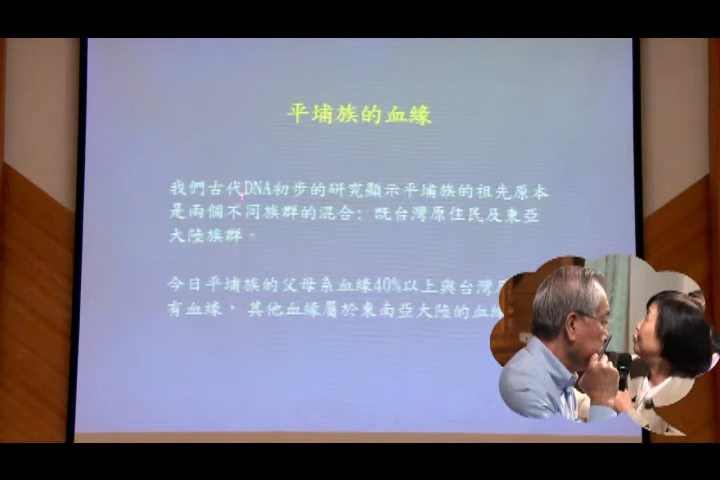 平埔族的血緣
我們古代DNA初步的研究顯示平埔族的祖先原本
是兩個不同族群的混合: 既台灣原住民及東亞
大陸族群。
今日平埔族的父母系血緣40%以上與台灣
有血緣, 其他血緣屬於東南亞大陸的血